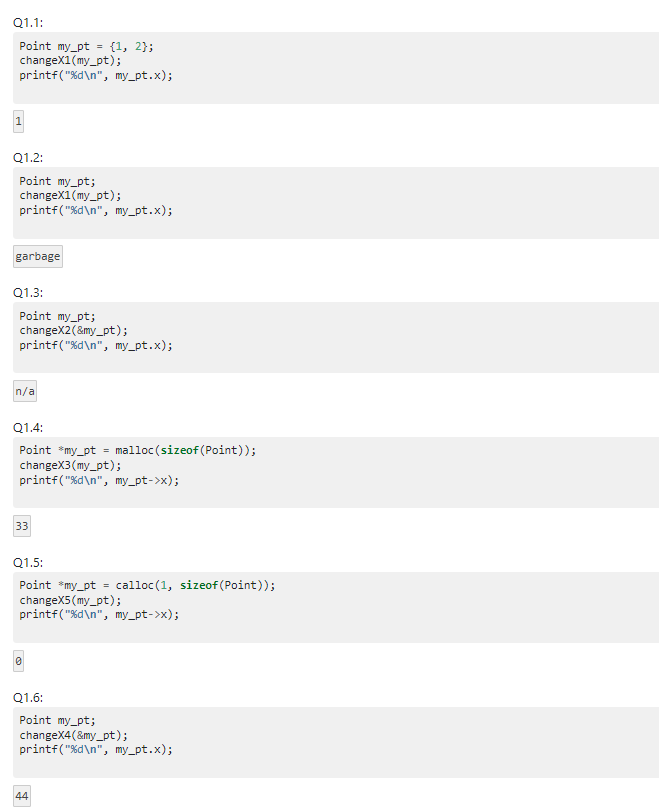 Q1.1:
Point my_pt = {1, 2};
changeX1(my_pt);
printf("%d\n", my_pt.x);
1
Q1.2:
Point my_pt;
changeX1(my_pt);
printf("%d\n", my_pt.x);
garbage
Q1.3:
Point my_pt;
changeX2(&my_pt);
printf("%d\n", my_pt.x);
n/a
Q1.4:
Point *my_pt = malloc(sizeof(Point));
changeX3(my_pt);
printf("%d\n", my_pt->x);
33
Q1.5:
Point *my_pt = calloc(1, sizeof(Point));
changeX5(my_pt);
printf("%d\n", my_pt->x);
0
Q1.6:
Point my_pt;
changeX4(&my_pt);
printf("%d\n", my_pt.x);
44